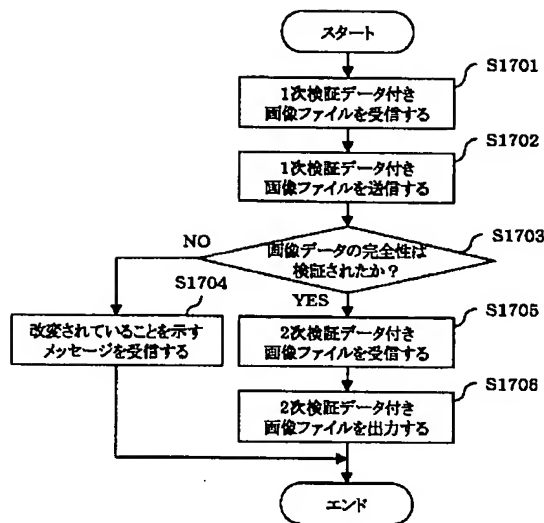 スタート
S1701
1次検証データ付き
画像ファイルを受信する
S1702
1次検証データ付き
画像ファイルを送信する
S1703
画像データの完全性は
検証されたか?
NO
YES
S1704
改変されていることを示す
メッセージを受信する
S1705
2次検証データ付き
画像ファイルを受信する
S1706
2次検証データ付き
画像ファイルを出力する
エンド